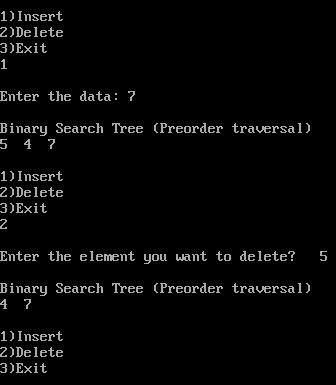 1)Insert
2)Delete
3)Exit
1
Enter the data: 7
Binary Search Tree (Preorder traversal)
5  4  7
1)Insert
2)Delete
3)Exit
2
Enter the element you want to delete?   5
Binary Search Tree (Preorder traversal)
4  7
1)Insert
2)Delete
3)Exit